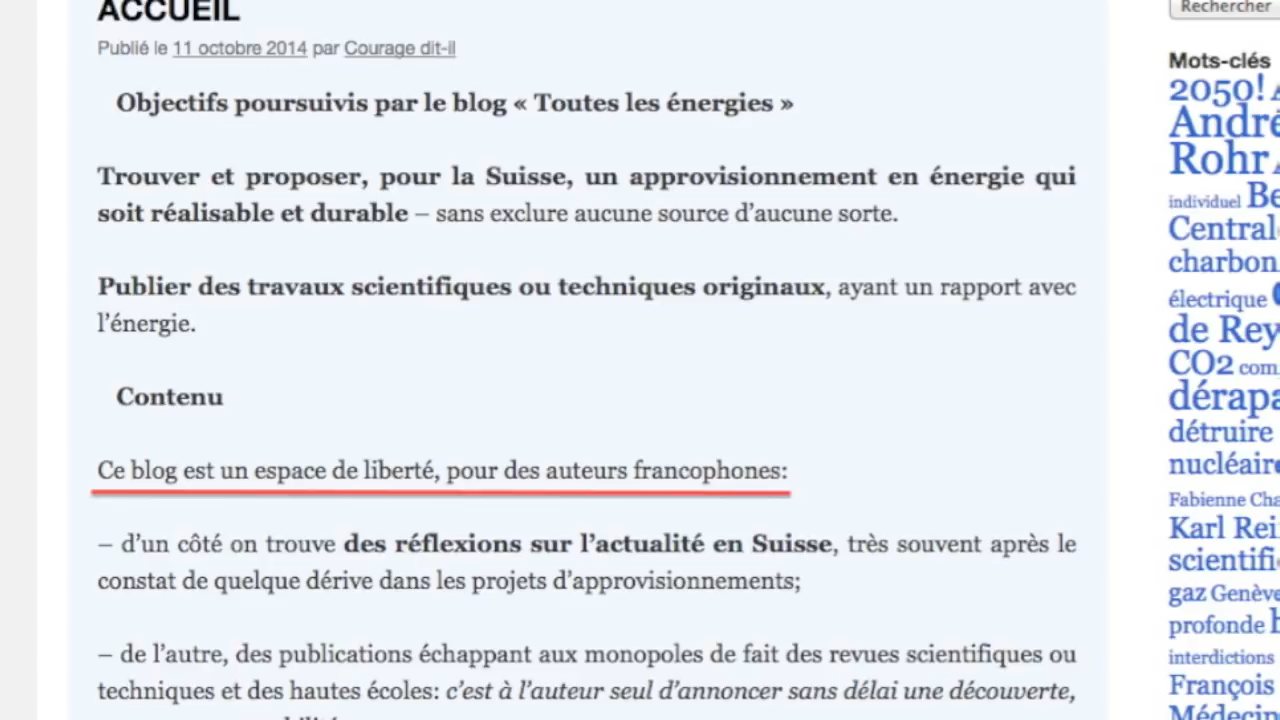 ACCUEIL
Publié le 11 octobre 2014 par Courage dit-il
Objectifs poursuivis par le blog « Toutes les énergies »
Trouver et proposer, pour la Suisse, un approvisionnement en énergie qui
soit réalisable et durable – sans exclure aucune source d’aucune sorte.
Publier des travaux scientifiques ou techniques originaux, ayant un rapport avec
l’énergie.
Contenu
Ce blog est un espace de liberté, pour des auteurs francophones:
– d’un côté on trouve des réflexions sur l’actualité en Suisse, très souvent après le
constat de quelque dérive dans les projets d’approvisionnements;
– de l’autre, des publications échappant aux monopoles de fait des revues scientifiques ou
techniques et des hautes écoles: c’est à l’auteur seul d’annoncer sans délai une découverte,
Rechercher
Mots-clés
2050!
André
Rohr
individuel Be
Central
charbon
électrique
de Rey
CO2 com
dérapa
détruire
nucléaire
Fabienne Cha
Karl Rei
scientifi
gaz Genève
profonde
interdictions
François
Médecin